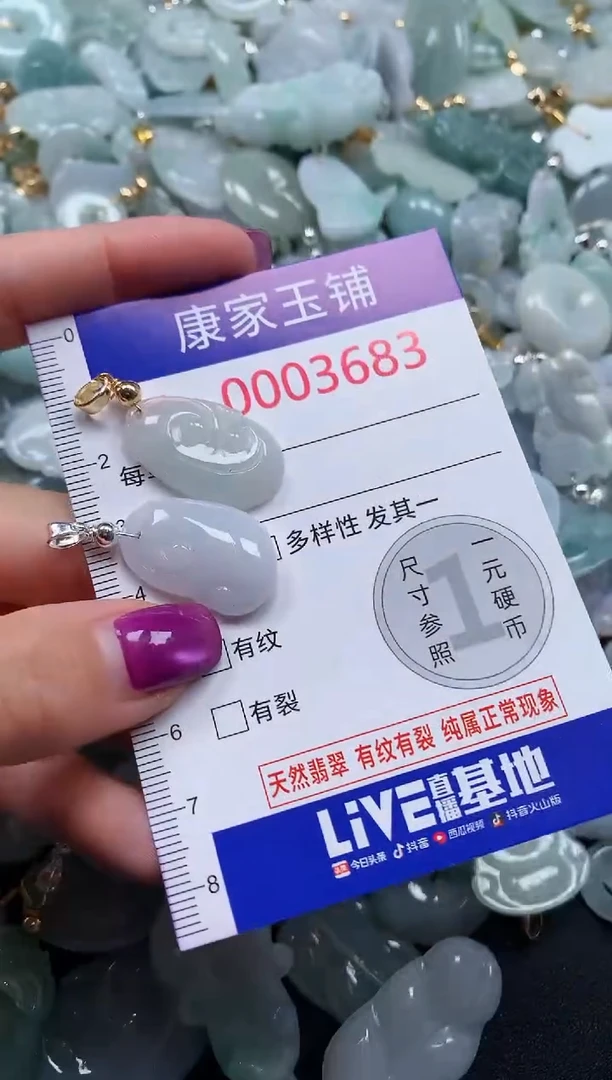 康家玉铺
0003683
0
2
每
多样性 发其一
3
4
尺寸参照
1
一元硬币
有纹
有裂
6
天然翡翠 有纹有裂 纯属正常现象
7
LiVE直播基地
今日头条 抖音 西瓜视频 抖音火山版
8